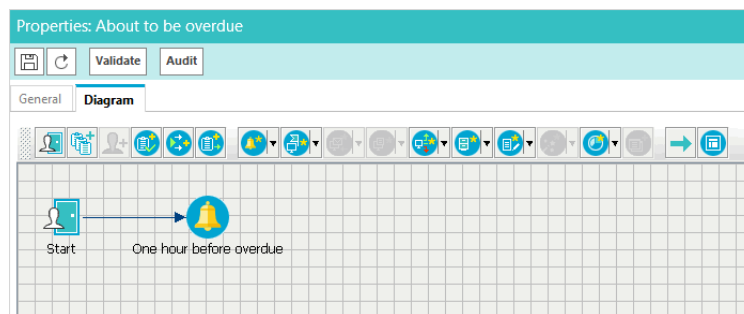 Properties: About to be overdue
Validate Audit
General Diagram
Start One hour before overdue